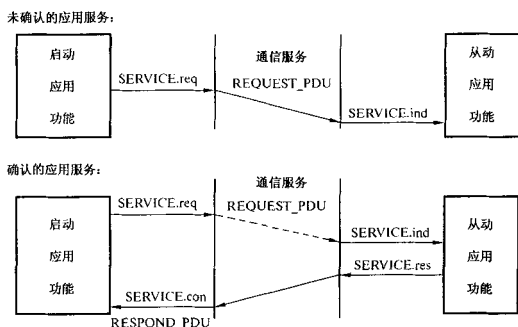 未确认的应用服务:
启动
应用
功能
SERVICE.req
通信服务
REQUEST_PDU
SERVICE.ind
从动
应用
功能
确认的应用服务:
启动
应用
功能
SERVICE.req
通信服务
REQUEST_PDU
SERVICE.ind
SERVICE.res
SERVICE.con
RESPOND_PDU
从动
应用
功能